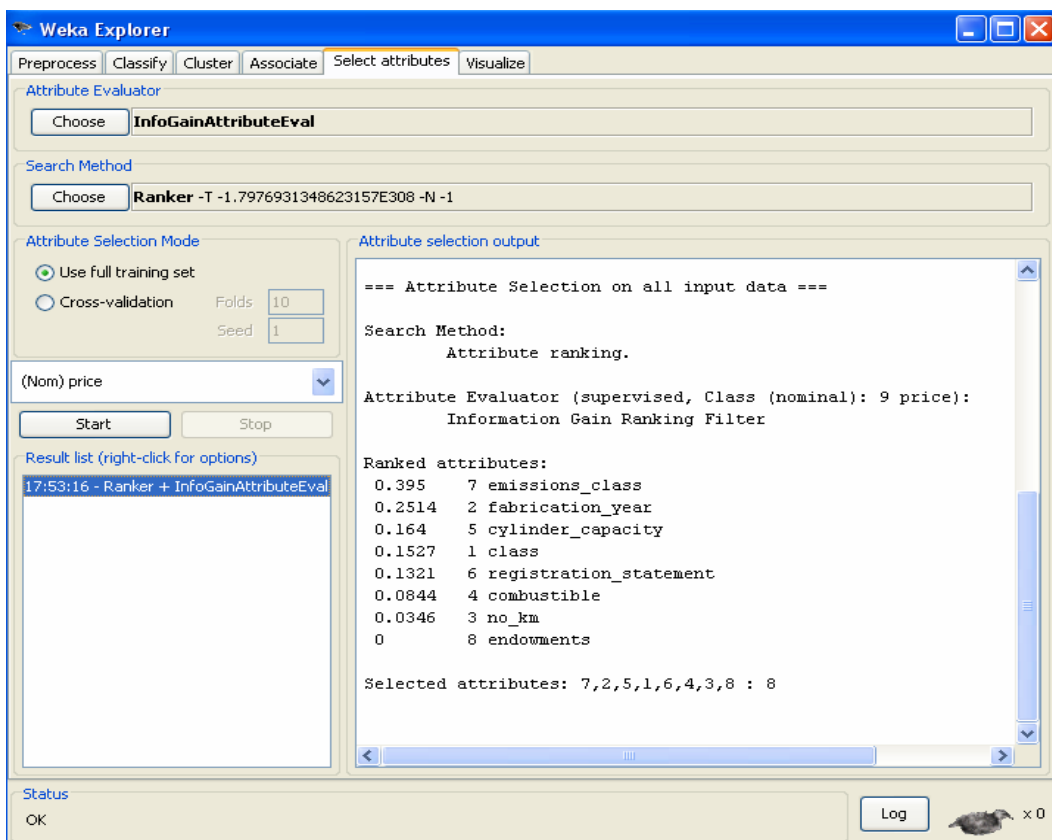 Weka Explorer
Preprocess Classify Cluster Associate Select attributes Visualize
Attribute Evaluator
Choose InfoGainAttributeEval
Search Method
Choose Ranker -T -1.7976931348623157E308 -N -1
Attribute Selection Mode
Use full training set
Cross-validation Folds 10
Seed 1
(Nom) price
Start Stop
Result list (right-click for options)
17:53:16 - Ranker + InfoGainAttributeEval
Attribute selection output
=== Attribute Selection on all input data ===
Search Method:
Attribute ranking.
Attribute Evaluator (supervised, Class (nominal): 9 price):
Information Gain Ranking Filter
Ranked attributes:
0.395 7 emissions_class
0.2514 2 fabrication_year
0.164 5 cylinder_capacity
0.1527 1 class
0.1321 6 registration_statement
0.0844 4 combustible
0.0346 3 no_km
0 8 endowments
Selected attributes: 7,2,5,1,6,4,3,8 : 8
Status
OK
Log
x 0